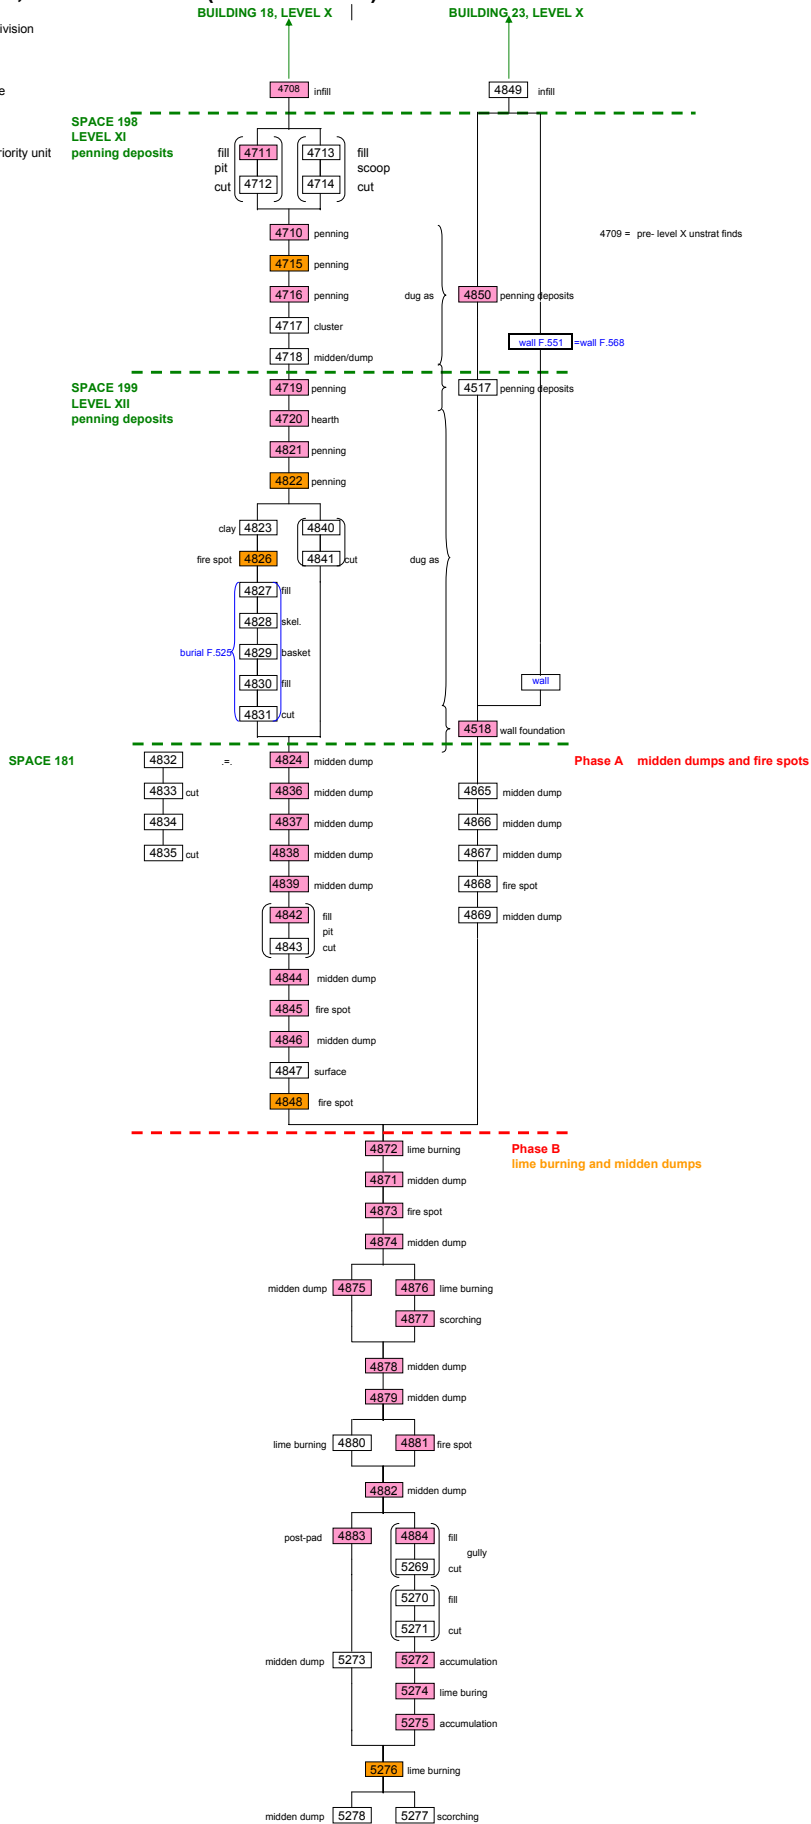 BUILDING 18, LEVEL X | BUILDING 23, LEVEL X
ivision
e
riority unit
4708 infill 4849 infill
SPACE 198
LEVEL XI
penning deposits
fill 4711 4713 fill
pit scoop
cut 4712 4714 cut
4710 penning
4709 = pre- level X unstrat finds
4715 penning
4716 penning dug as 4850 penning deposits
4717 cluster
wall F.551 =wall F.568
4718 midden/dump
SPACE 199
LEVEL XII
penning deposits
4719 penning 4517 penning deposits
4720 hearth
4821 penning
4822 penning
clay 4823 4840
fire spot 4826 4841 cut dug as
4827 fill
4828 skel.
burial F.525 4829 basket
4830 fill wall
4831 cut
4518 wall foundation
SPACE 181 4832 .=. 4824 midden dump Phase A midden dumps and fire spots
4833 cut 4836 midden dump 4865 midden dump
4834 4837 midden dump 4866 midden dump
4835 cut 4838 midden dump 4867 midden dump
4839 midden dump 4868 fire spot
4842 fill 4869 midden dump
pit
4843 cut
4844 midden dump
4845 fire spot
4846 midden dump
4847 surface
4848 fire spot
4872 lime burning Phase B
lime burning and midden dumps
4871 midden dump
4873 fire spot
4874 midden dump
midden dump 4875 4876 lime burning
4877 scorching
4878 midden dump
4879 midden dump
lime burning 4880 4881 fire spot
4882 midden dump
post-pad 4883 4884 fill
gully
5269 cut
5270 fill
5271 cut
midden dump 5273 5272 accumulation
5274 lime buring
5275 accumulation
5276 lime burning
midden dump 5278 5277 scorching